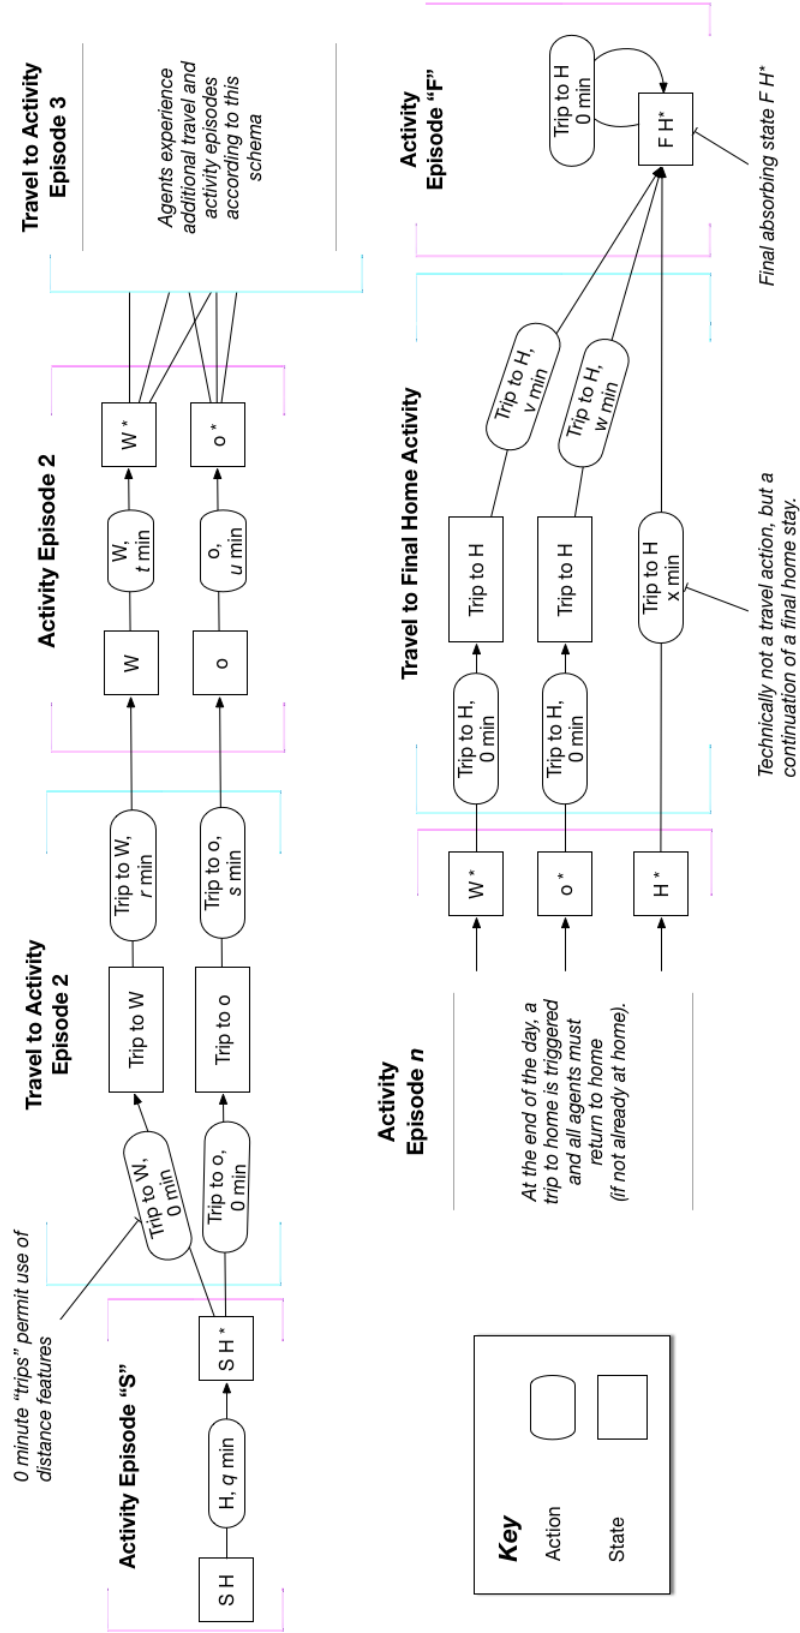 0 minute “trips” permit use of
distance features
Activity Episode “S”
S H
H, q min
S H *
Travel to Activity
Episode 2
Trip to W,
0 min
Trip to W
Trip to W,
r min
Trip to o,
0 min
Trip to o
Trip to o,
s min
Activity Episode 2
W
W,
t min
W *
o
o,
u min
o *
Travel to Activity
Episode 3
Agents experience
additional travel and
activity episodes
according to this
schema
Activity
Episode n
At the end of the day, a
trip to home is triggered
and all agents must
return to home
(if not already at home).
W *
o *
H *
Travel to Final Home Activity
Trip to H,
0 min
Trip to H
Trip to H,
v min
Trip to H,
0 min
Trip to H
Trip to H,
w min
Trip to H
x min
Technically not a travel action, but a
continuation of a final home stay.
Activity
Episode “F”
Trip to H
0 min
F H*
Final absorbing state F H*
Key
Action
State